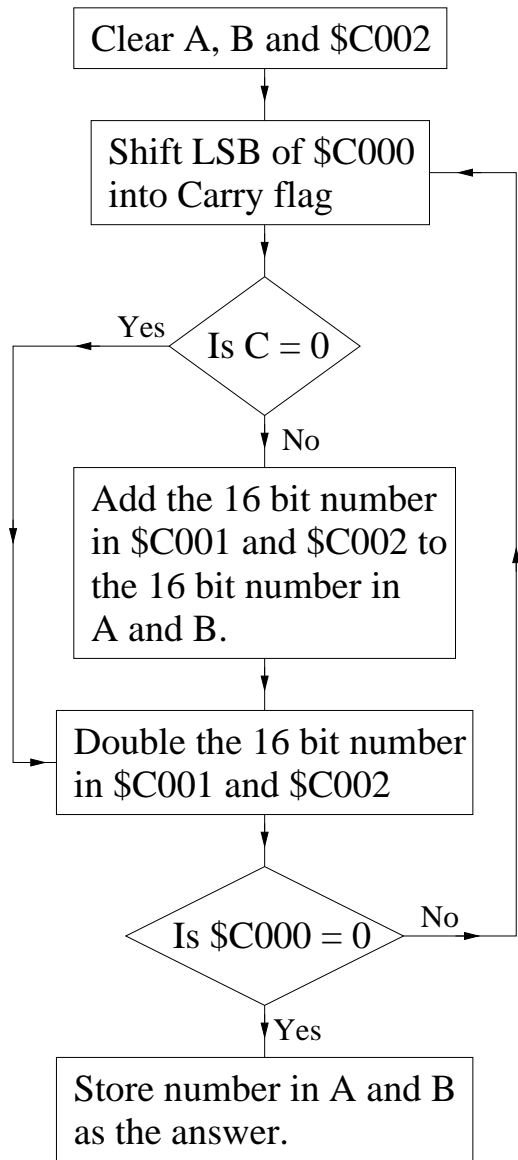 Clear A, B and $C002
Shift LSB of $C000
into Carry flag
Yes
Is C = 0
No
Add the 16 bit number
in $C001 and $C002 to
the 16 bit number in
A and B.
Double the 16 bit number
in $C001 and $C002
Is $C000 = 0
No
Yes
Store number in A and B
as the answer.